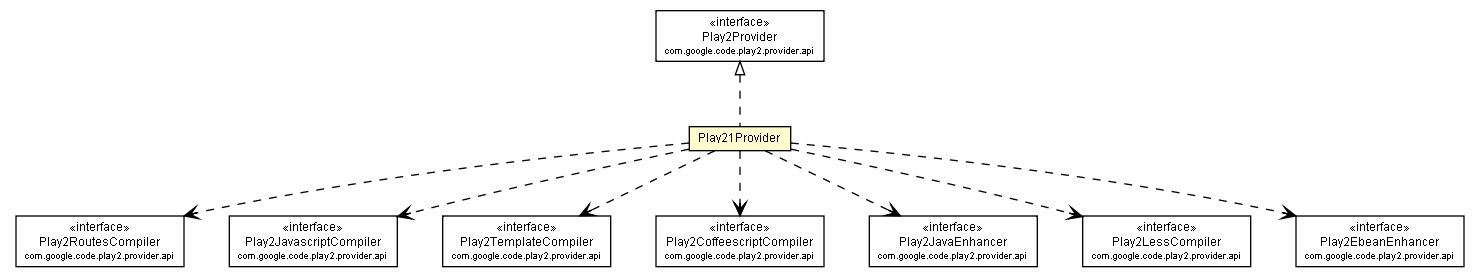 «interface»
Play2Provider
com.google.code.play2.provider.api
Play21Provider
«interface»
Play2RoutesCompiler
com.google.code.play2.provider.api
«interface»
Play2JavascriptCompiler
com.google.code.play2.provider.api
«interface»
Play2TemplateCompiler
com.google.code.play2.provider.api
«interface»
Play2CoffeescriptCompiler
com.google.code.play2.provider.api
«interface»
Play2JavaEnhancer
com.google.code.play2.provider.api
«interface»
Play2LessCompiler
com.google.code.play2.provider.api
«interface»
Play2EbeanEnhancer
com.google.code.play2.provider.api